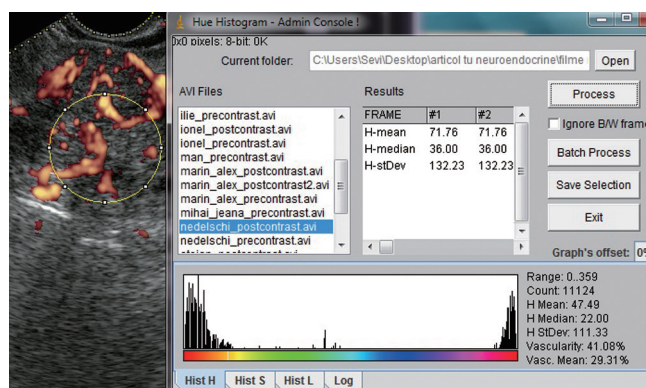 Hue Histogram - Admin Console !
0x0 pixels: 8-bit: 0K
Current folder: C:\Users\Sevi\Desktop\articol tu neuroendocrine\filme
Open
AVI Files
ilie_precontrast.avi
ionel_postcontrast.avi
ionel_precontrast.avi
man_precontrast.avi
marin_alex_postcontrast.avi
marin_alex_postcontrast2.avi
marin_alex_precontrast.avi
mihai_jeana_precontrast.avi
nedelschi_postcontrast.avi
nedelschi_precontrast.avi
Results
FRAME #1 #2
H-mean 71.76 71.76
H-median 36.00 36.00
H-stDev 132.23 132.23
Process
Ignore B/W frame
Batch Process
Save Selection
Exit
Graph's offset: 0%
Range: 0..359
Count: 11124
H Mean: 47.49
H Median: 22.00
H StDev: 111.33
Vascularity: 41.08%
Vasc. Mean: 29.31%
Hist H Hist S Hist L Log